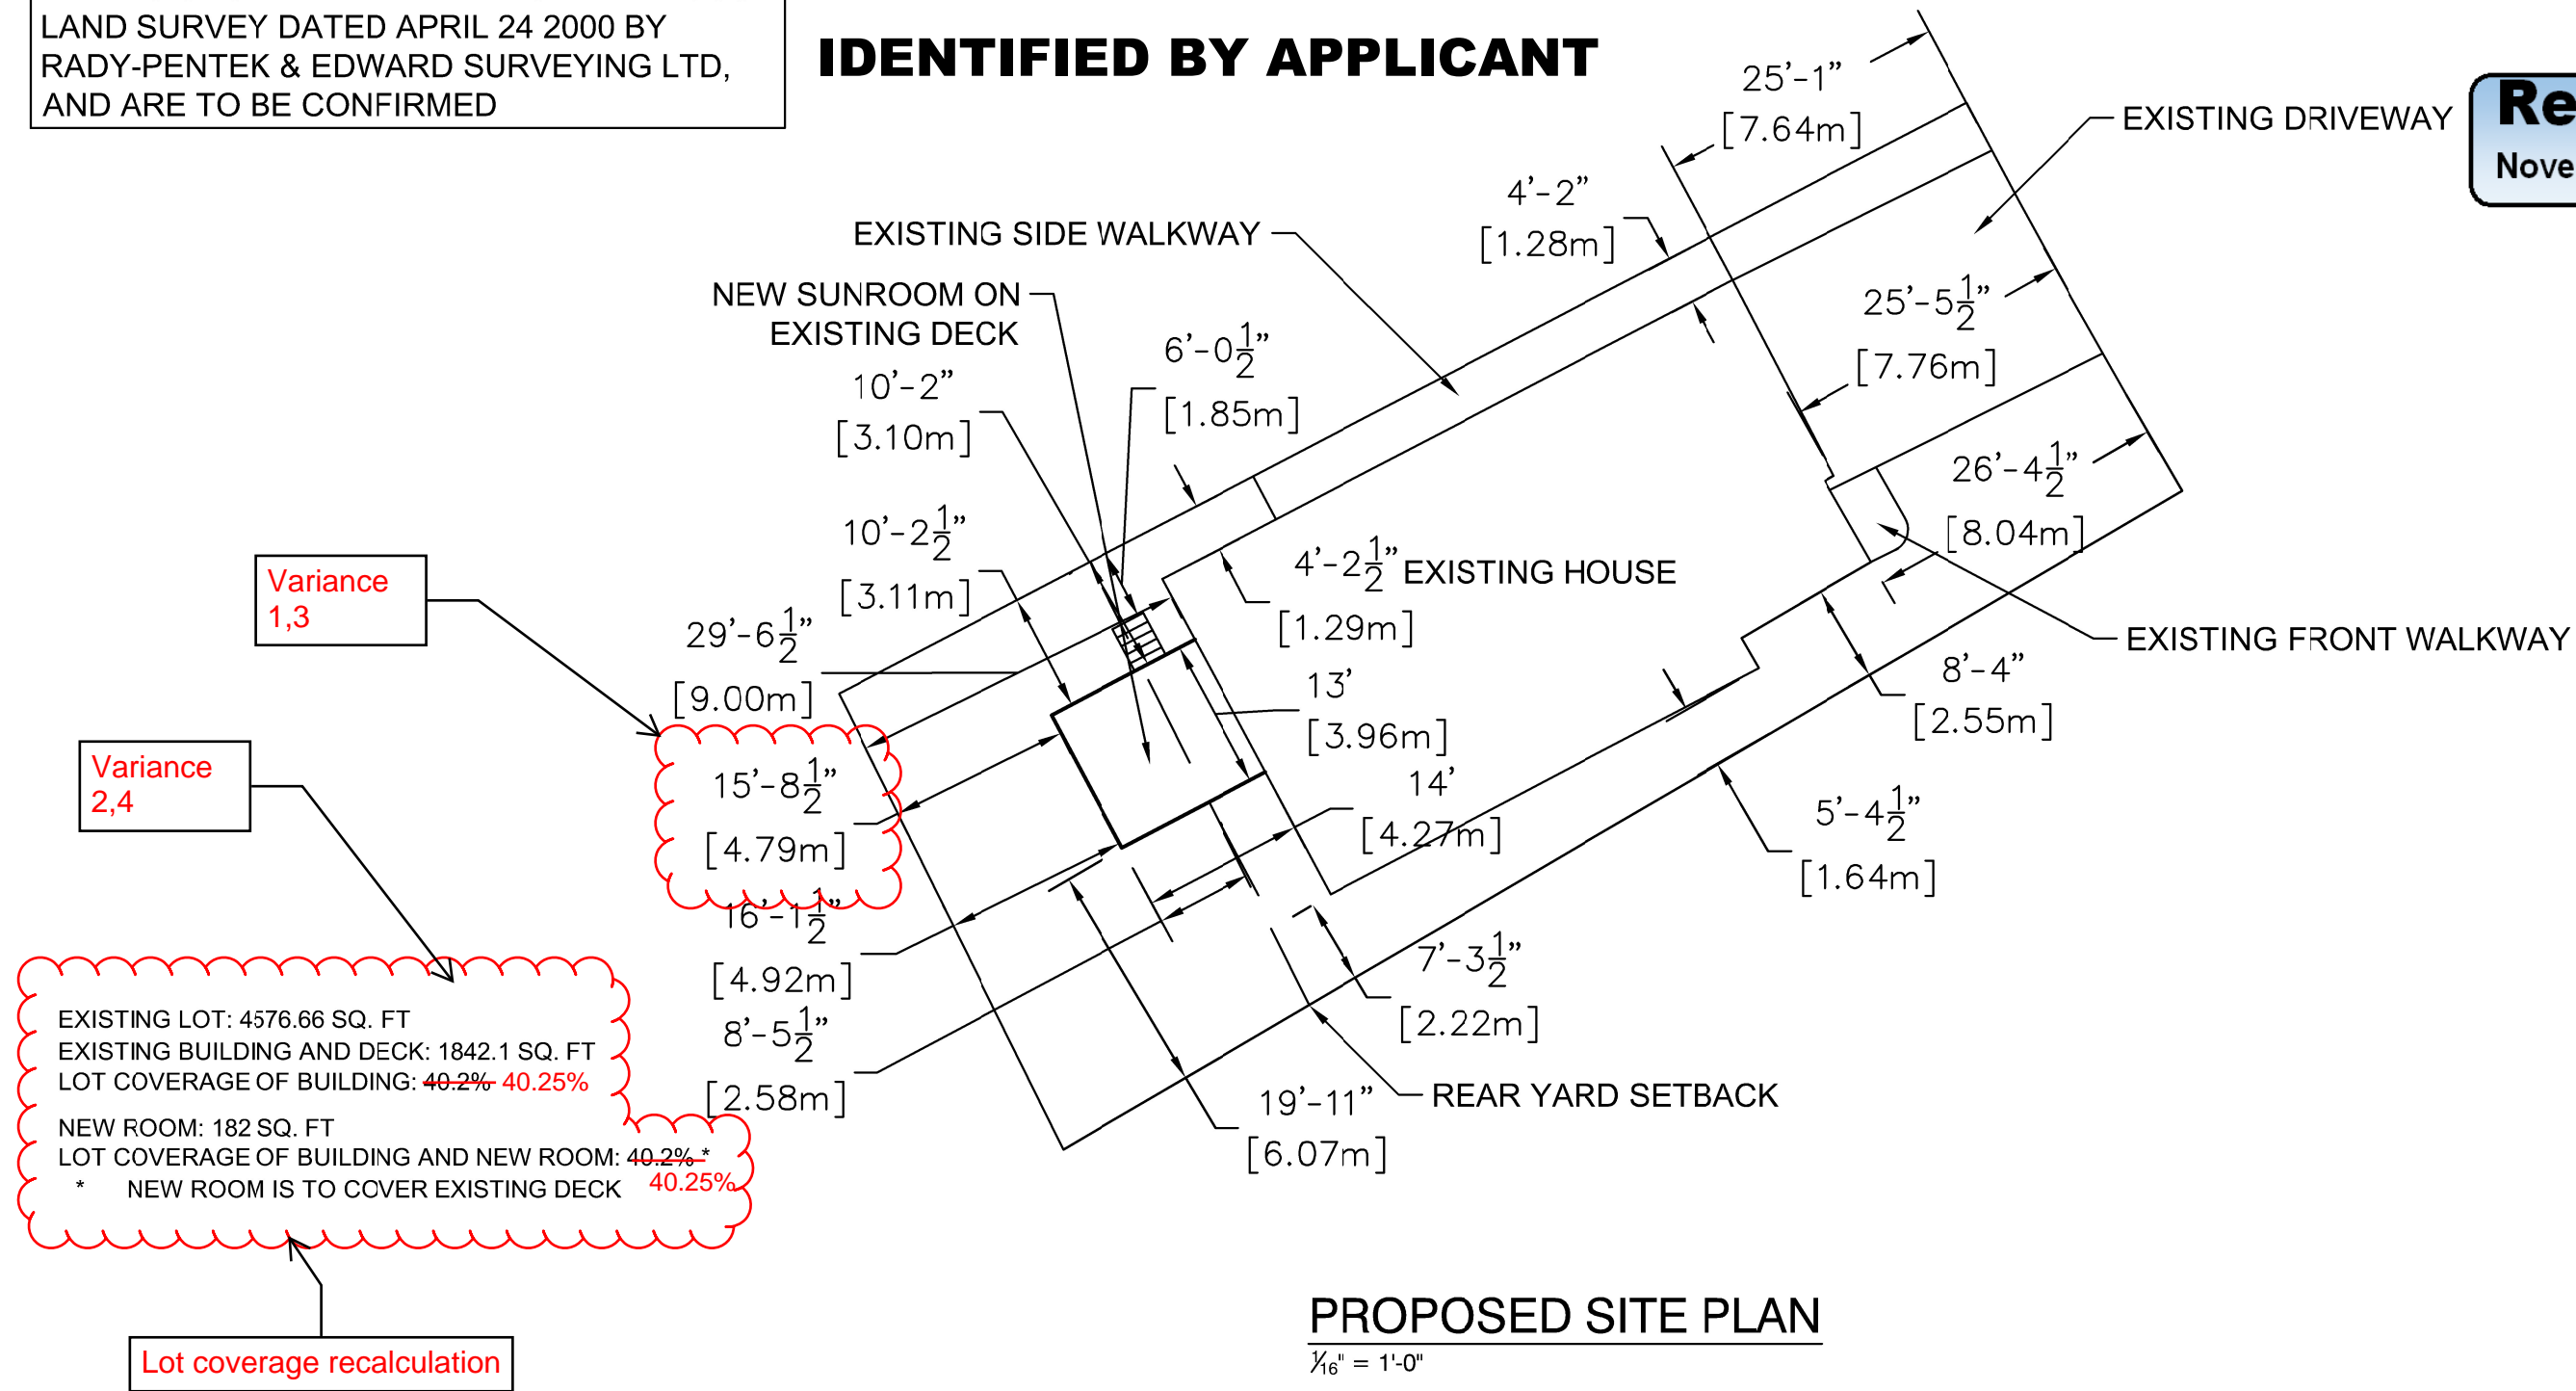 LAND SURVEY DATED APRIL 24 2000 BY
RADY-PENTEK & EDWARD SURVEYING LTD,
AND ARE TO BE CONFIRMED
IDENTIFIED BY APPLICANT
25'-1"
[7.64m]
EXISTING DRIVEWAY
Re
Nove
4'-2"
[1.28m]
EXISTING SIDE WALKWAY
NEW SUNROOM ON
EXISTING DECK
25'-5½"
[7.76m]
6'-0½"
[1.85m]
10'-2"
[3.10m]
26'-4½"
[8.04m]
10'-2½"
[3.11m]
4'-2½"
[1.29m]
EXISTING HOUSE
Variance
1,3
29'-6½"
[9.00m]
EXISTING FRONT WALKWAY
8'-4"
[2.55m]
13'
[3.96m]
Variance
2,4
15'-8½"
[4.79m]
14'
[4.27m]
5'-4½"
[1.64m]
16'-1½"
[4.92m]
7'-3½"
[2.22m]
8'-5½"
[2.58m]
19'-11"
[6.07m]
REAR YARD SETBACK
EXISTING LOT: 4576.66 SQ. FT
EXISTING BUILDING AND DECK: 1842.1 SQ. FT
LOT COVERAGE OF BUILDING: 40.2% 40.25%
NEW ROOM: 182 SQ. FT
LOT COVERAGE OF BUILDING AND NEW ROOM: 40.2% *
40.25%
* NEW ROOM IS TO COVER EXISTING DECK
Lot coverage recalculation
PROPOSED SITE PLAN
1/16" = 1'-0"